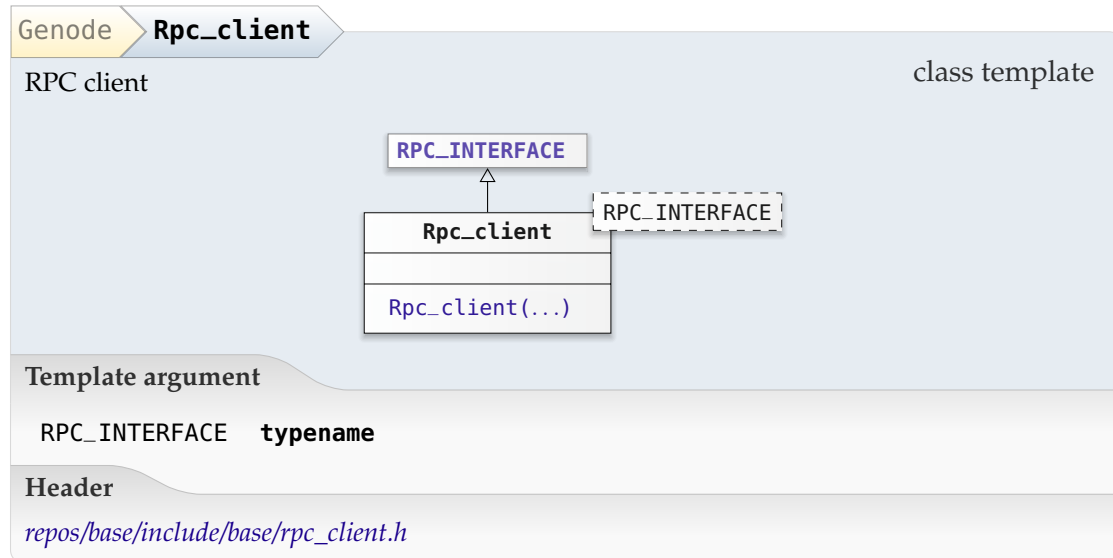 Genode Rpc_client
class template
RPC client
RPC_INTERFACE
RPC_INTERFACE
Rpc_client
Rpc_client(...)
Template argument
RPC_INTERFACE typename
Header
repos/base/include/base/rpc_client.h